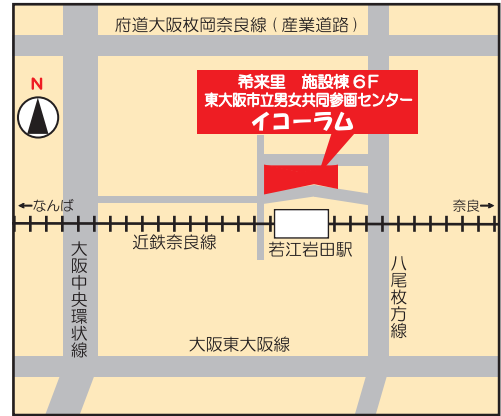 府道大阪枚岡奈良線(産業道路)
N
希来里 施設棟6F
東大阪市立男女共同参画センター
イコーラム
←なんば
奈良→
近鉄奈良線
若江岩田駅
大阪中央環状線
八尾枚方線
大阪東大阪線